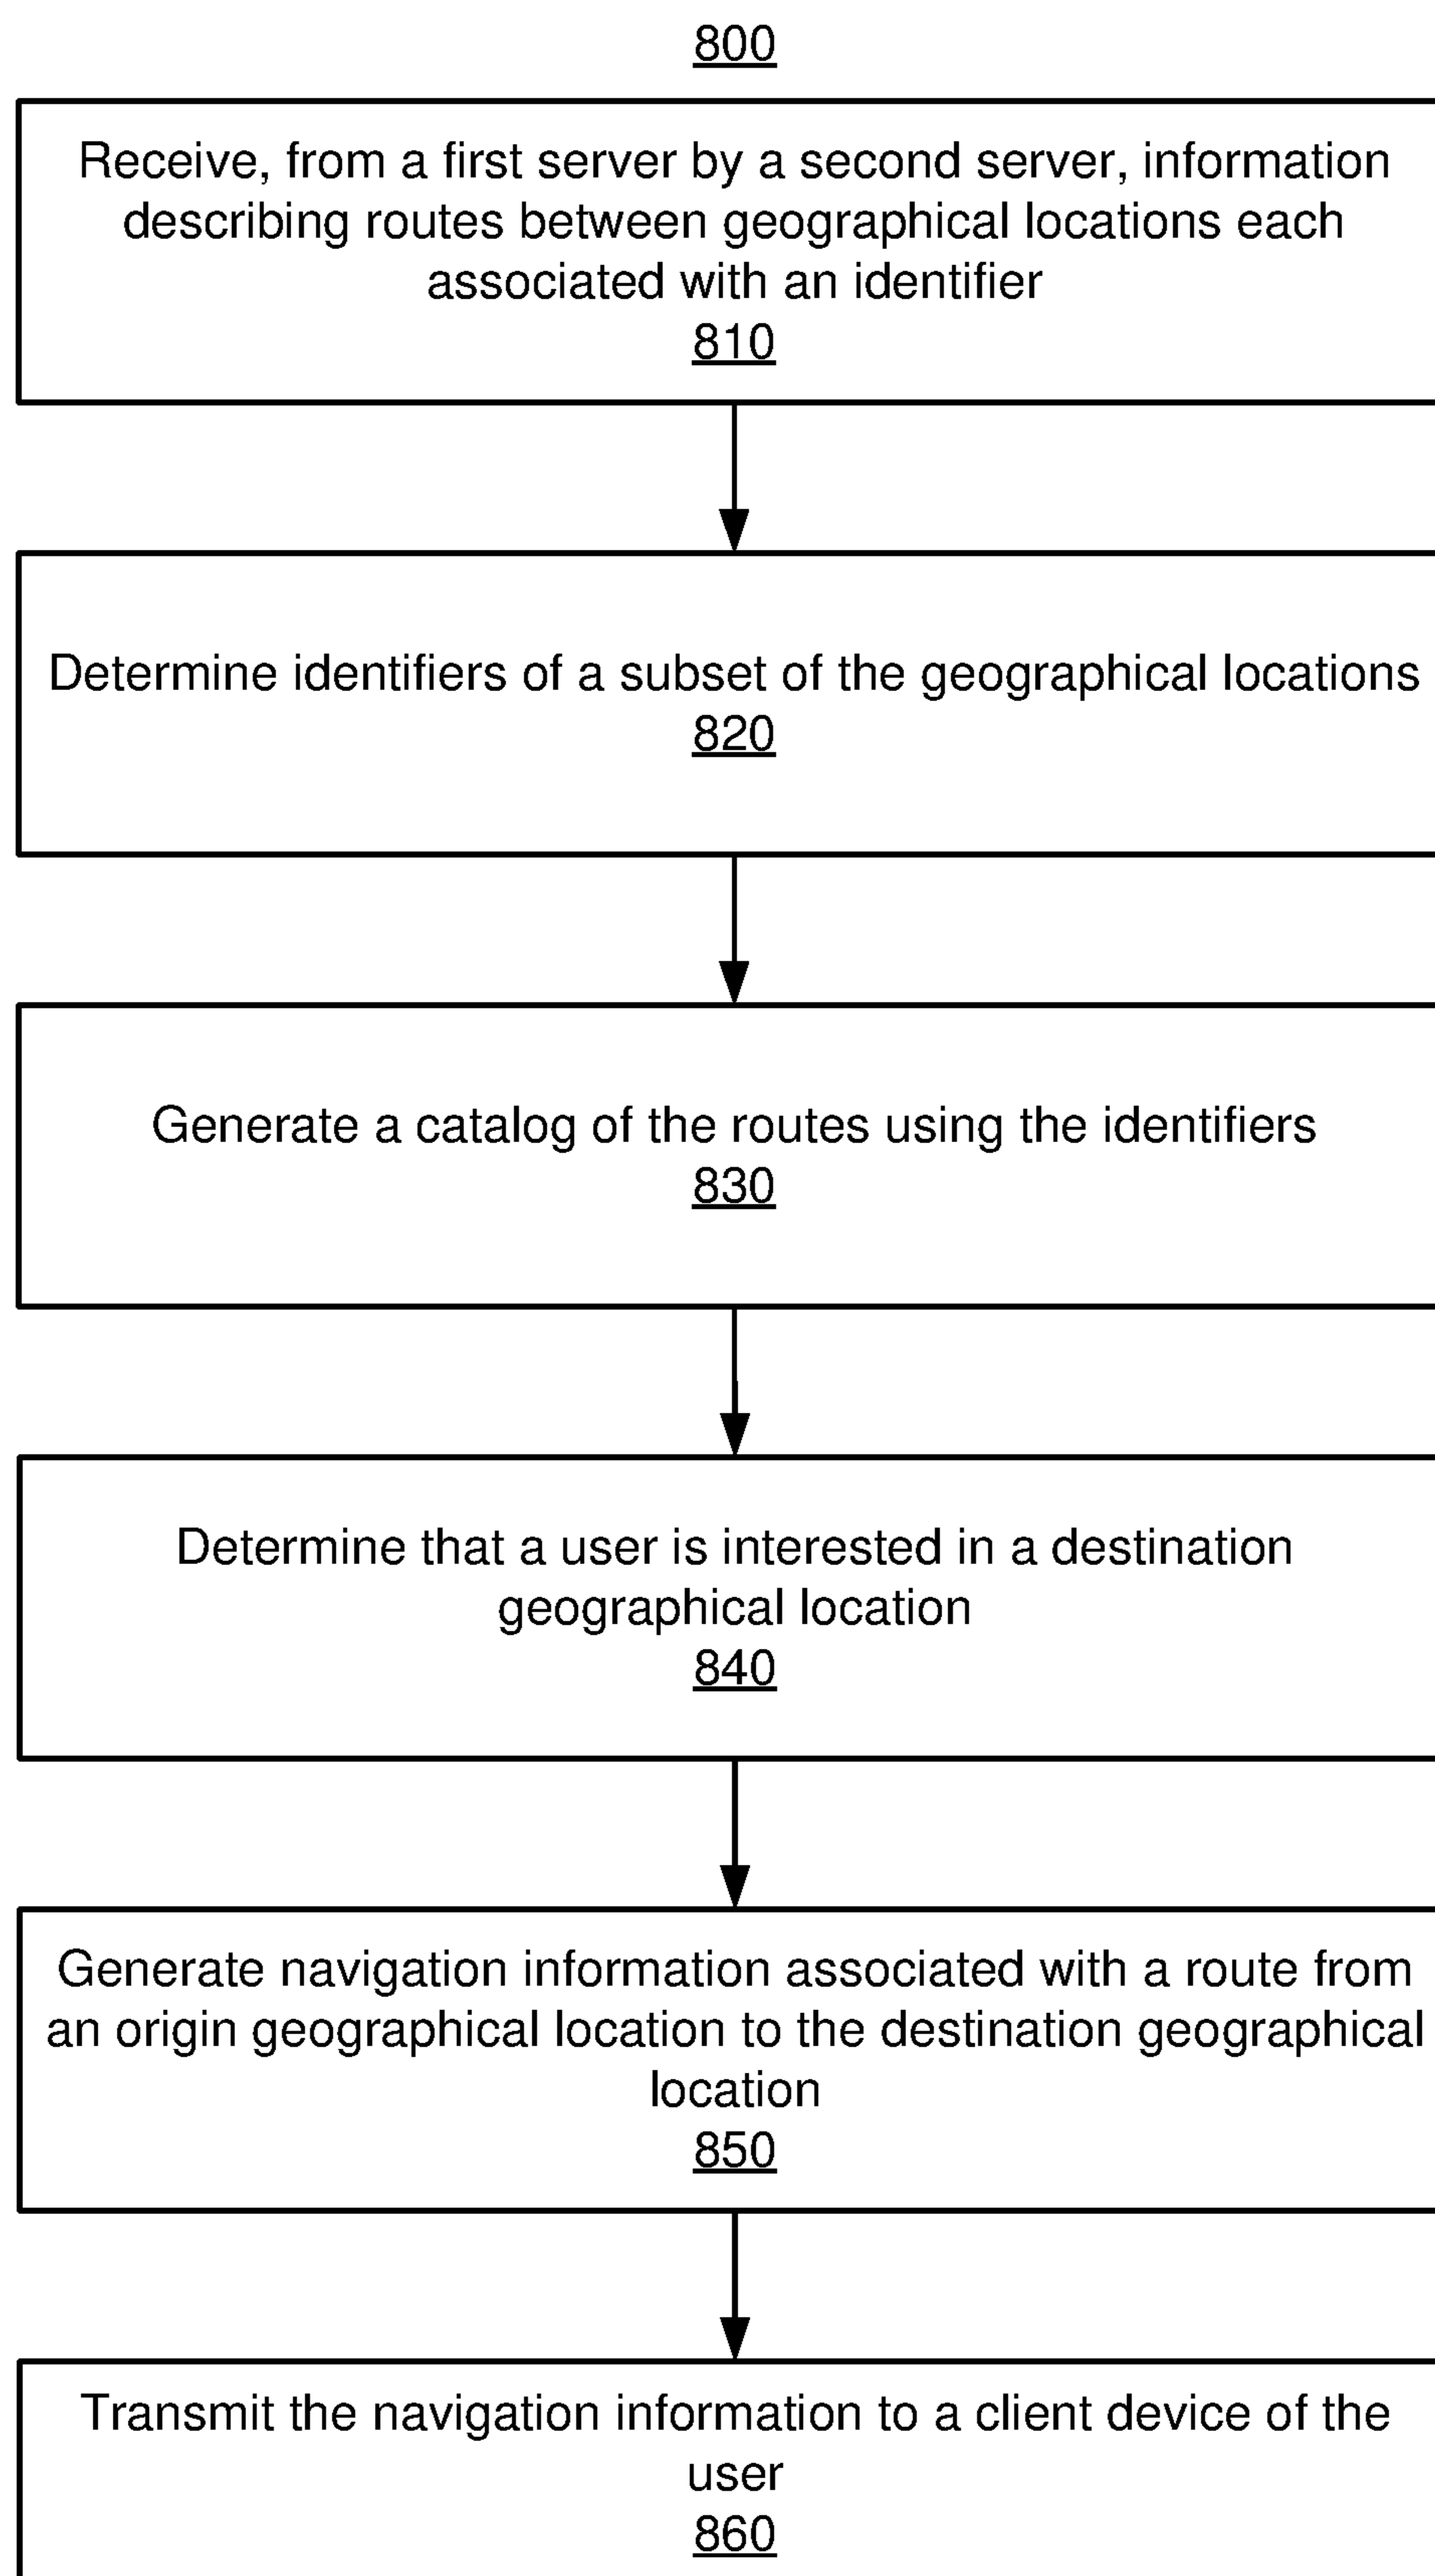 800
Receive, from a first server by a second server, information
describing routes between geographical locations each
associated with an identifier
810
Determine identifiers of a subset of the geographical locations
820
Generate a catalog of the routes using the identifiers
830
Determine that a user is interested in a destination
geographical location
840
Generate navigation information associated with a route from
an origin geographical location to the destination geographical
location
850
Transmit the navigation information to a client device of the
user
860